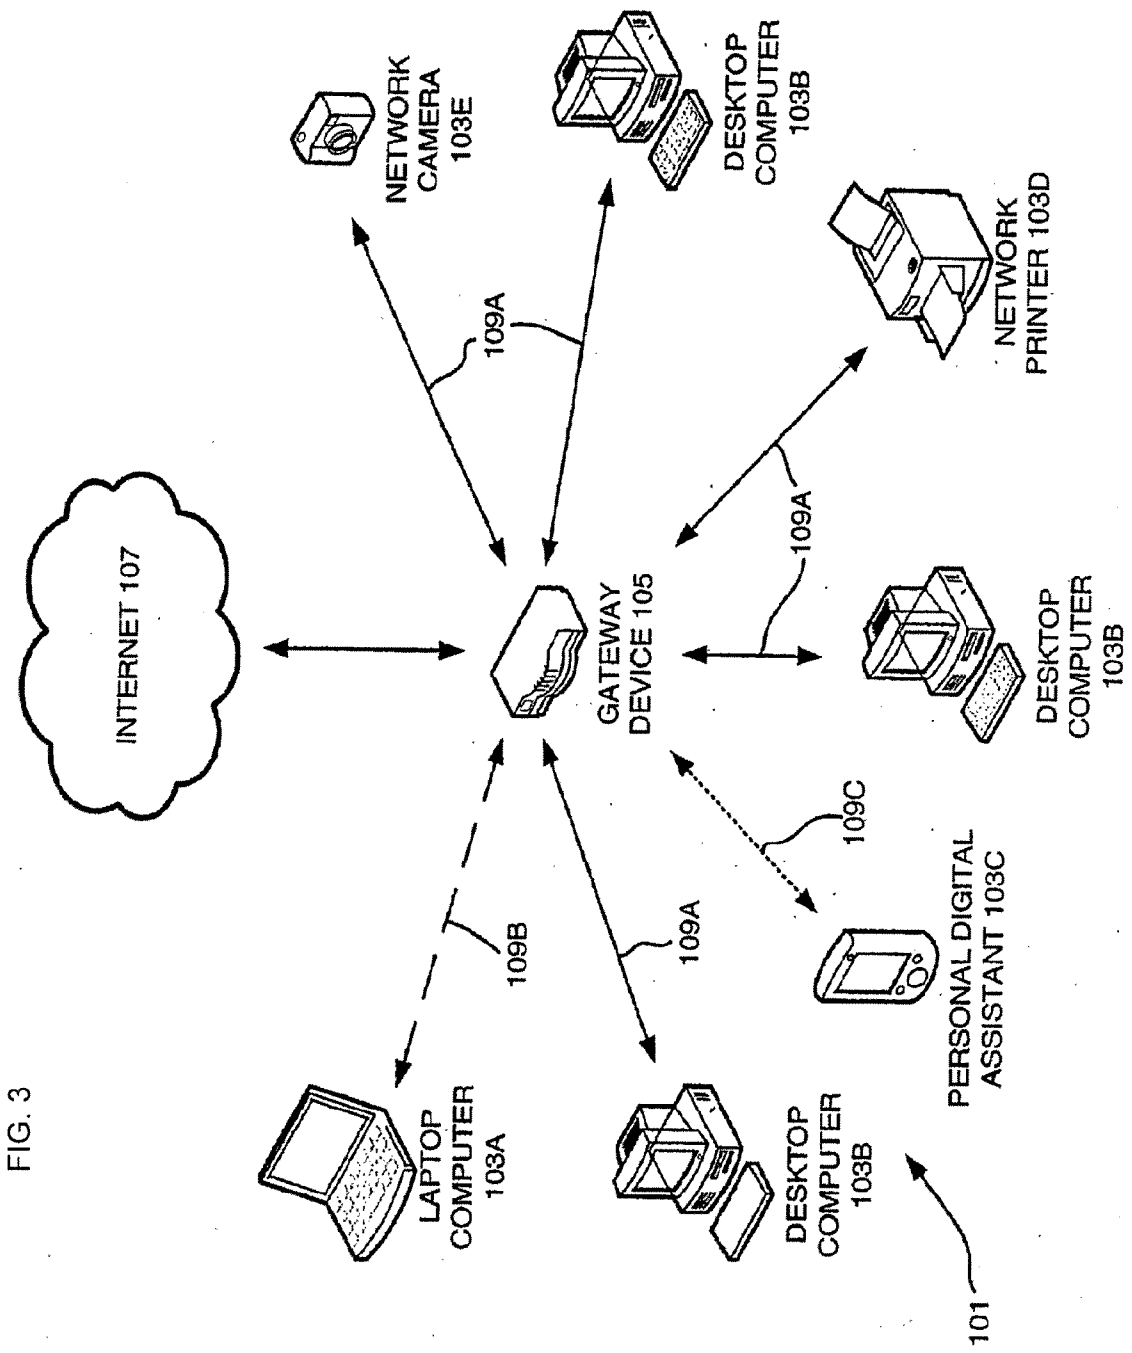 FIG. 3
INTERNET 107
LAPTOP
COMPUTER
103A
109B
GATEWAY
DEVICE 105
109A
NETWORK
CAMERA
103E
109A
DESKTOP
COMPUTER
103B
DESKTOP
COMPUTER
103B
109C
109A
NETWORK
PRINTER 103D
PERSONAL DIGITAL
ASSISTANT 103C
DESKTOP
COMPUTER
103B
101